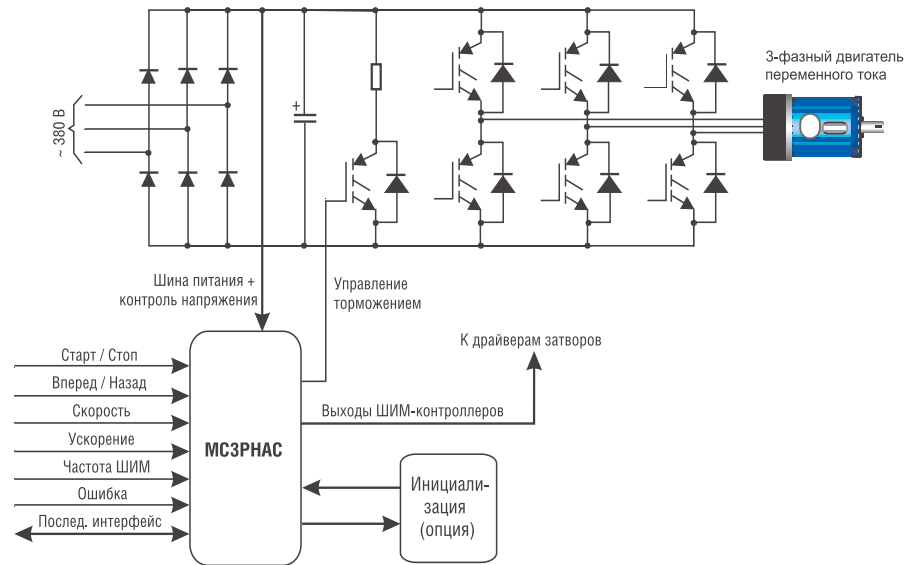 3-фазный двигатель
переменного тока
~ 380 В
+
Шина питания +
контроль напряжения
Управление
торможением
К драйверам затворов
Старт / Стоп
Вперед / Назад
Скорость
Ускорение
Частота ШИМ
Ошибка
Послед. интерфейс
МС3РНАС
Выходы ШИМ-контроллеров
Инициали-
зация
(опция)